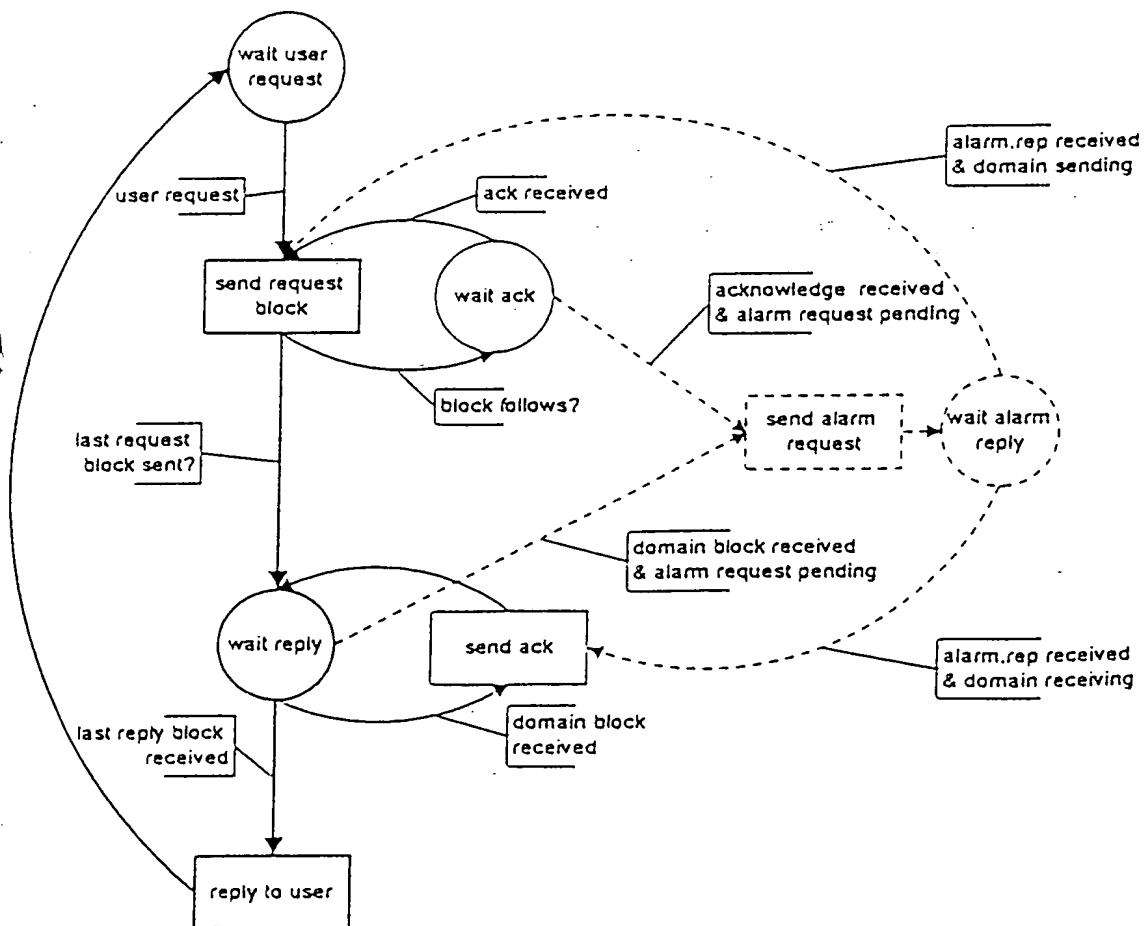 wait user
request
alarm.rep received
& domain sending
user request
ack received
send request
block
wait ack
acknowledge received
& alarm request pending
block follows?
send alarm
request
wait alarm
reply
last request
block sent?
domain block received
& alarm request pending
wait reply
send ack
alarm.rep received
& domain receiving
last reply block
received
domain block
received
reply to user